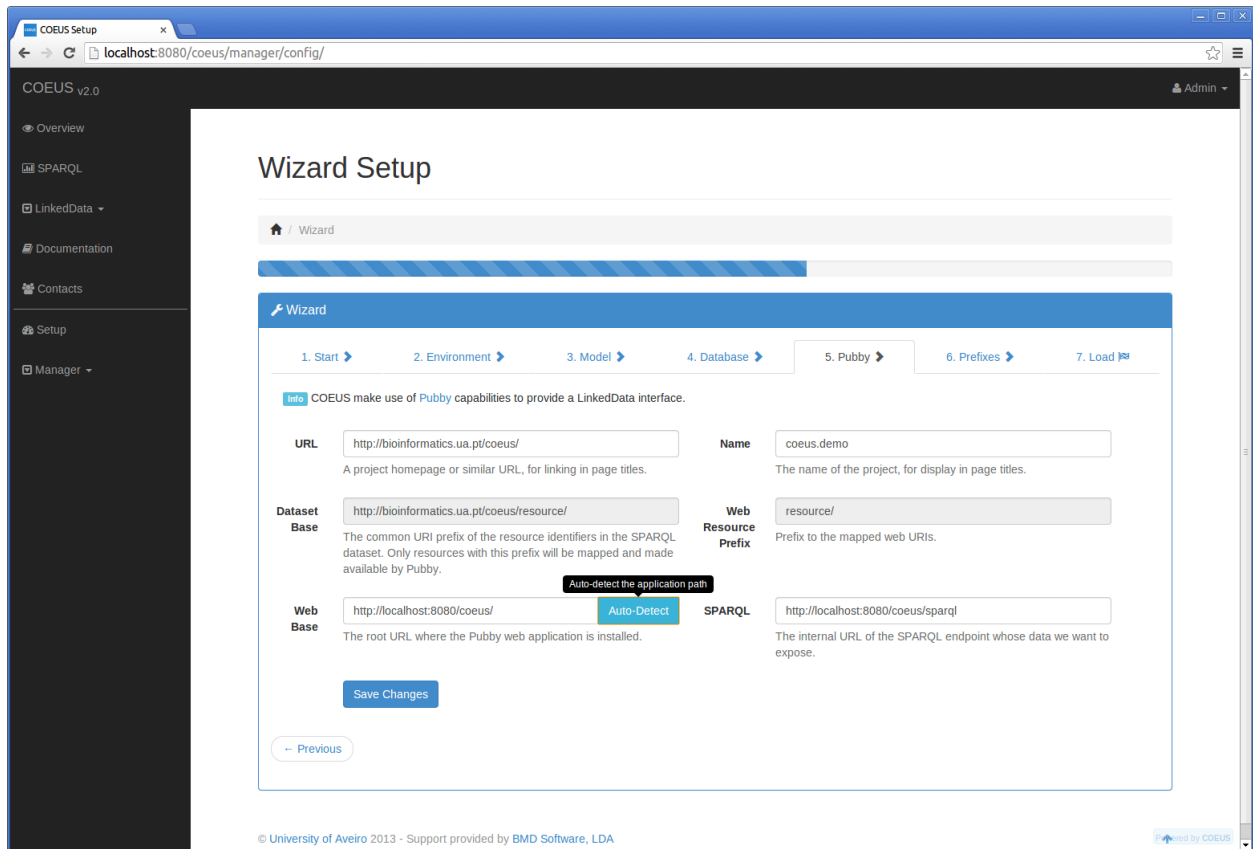 COEUS Setup
localhost:8080/coeus/manager/config/
COEUS v2.0
Admin
Overview
SPARQL
LinkedData
Documentation
Contacts
Setup
Manager
Wizard Setup
/ Wizard
Wizard
1. Start
2. Environment
3. Model
4. Database
5. Pubby
6. Prefixes
7. Load
Info COEUS make use of Pubby capabilities to provide a LinkedData interface.
URL
http://bioinformatics.ua.pt/coeus/
A project homepage or similar URL, for linking in page titles.
Name
coeus.demo
The name of the project, for display in page titles.
Dataset
Base
http://bioinformatics.ua.pt/coeus/resource/
The common URI prefix of the resource identifiers in the SPARQL
dataset. Only resources with this prefix will be mapped and made
available by Pubby.
Web
Resource
Prefix
resource/
Prefix to the mapped web URIs.
Auto-detect the application path
Web
Base
http://localhost:8080/coeus/
Auto-Detect
The root URL where the Pubby web application is installed.
SPARQL
http://localhost:8080/coeus/sparql
The internal URL of the SPARQL endpoint whose data we want to
expose.
Save Changes
← Previous
© University of Aveiro 2013 - Support provided by BMD Software, LDA
Powered by COEUS